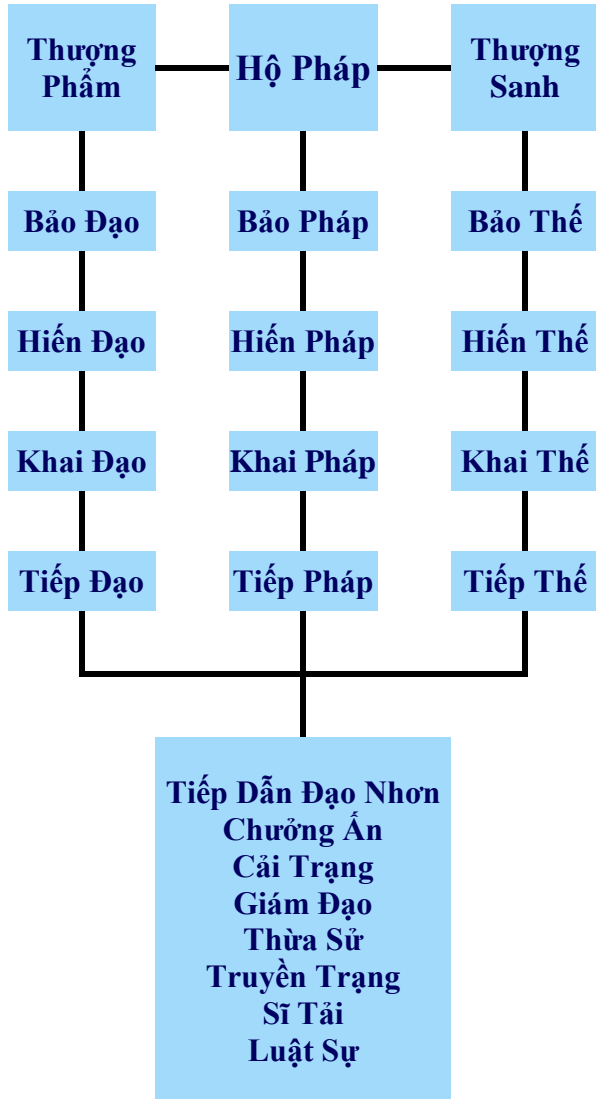 Thượng
Phẩm
Hộ Pháp
Thượng
Sanh
Bảo Đạo
Bảo Pháp
Bảo Thế
Hiến Đạo
Hiến Pháp
Hiến Thế
Khai Đạo
Khai Pháp
Khai Thế
Tiếp Đạo
Tiếp Pháp
Tiếp Thế
Tiếp Dẫn Đạo Nhơn
Chưởng Ấn
Cải Trạng
Giám Đạo
Thừa Sử
Truyền Trạng
Sĩ Tải
Luật Sự